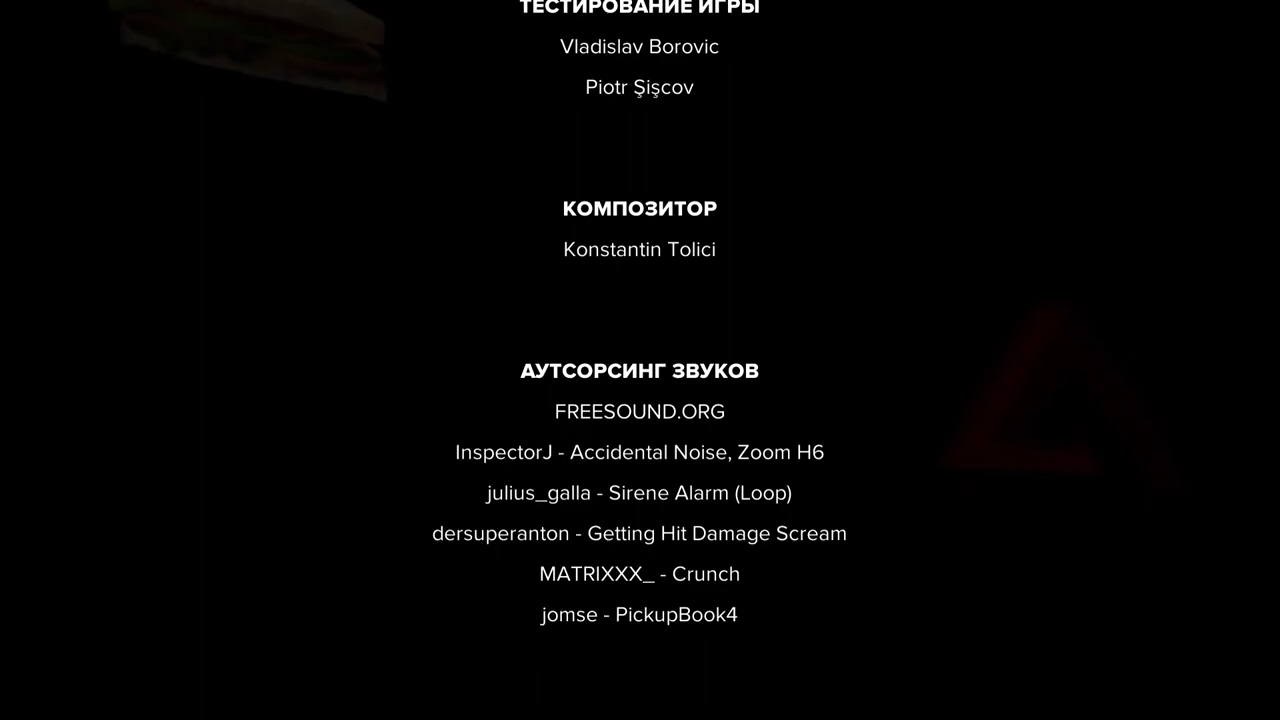 ТЕСТИРОВАНИЕ ИГРЫ
Vladislav Borovic
Piotr Şişcov
КОМПОЗИТОР
Konstantin Tolici
АУТСОРСИНГ ЗВУКОВ
FREESOUND.ORG
InspectorJ - Accidental Noise, Zoom H6
julius_galla - Sirene Alarm (Loop)
dersuperanton - Getting Hit Damage Scream
MATRIXXX_ - Crunch
jomse - PickupBook4